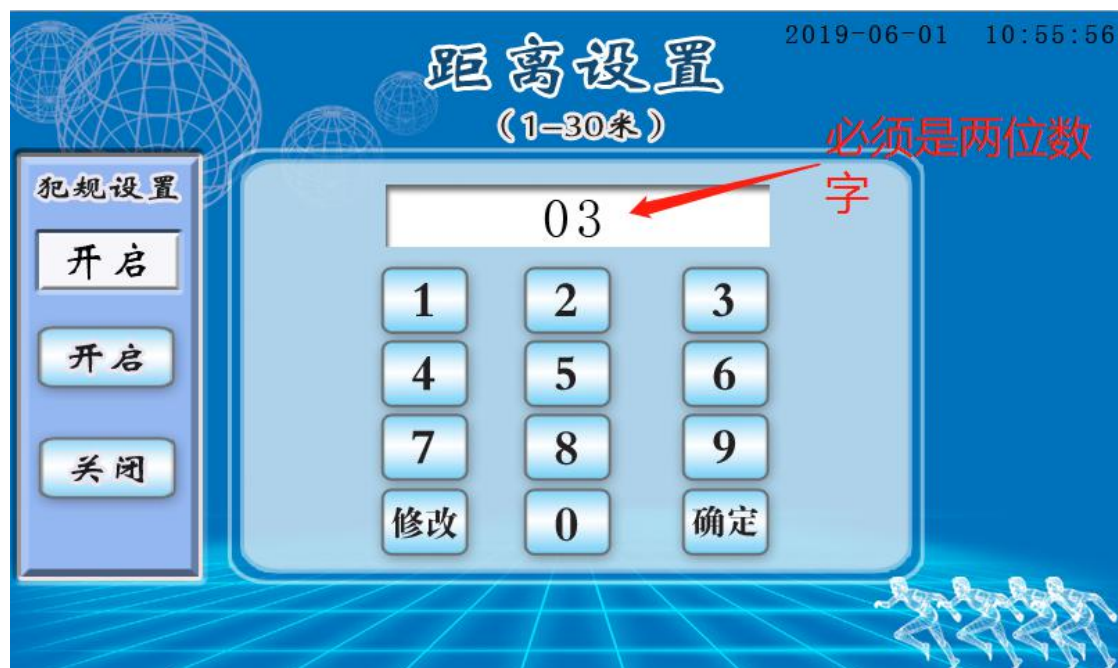 2019-06-01 10:55:56
距离设置
(1-30米)
必须是两位数
字
犯规设置
开启
开启
关闭
03
1 2 3
4 5 6
7 8 9
修改 0 确定